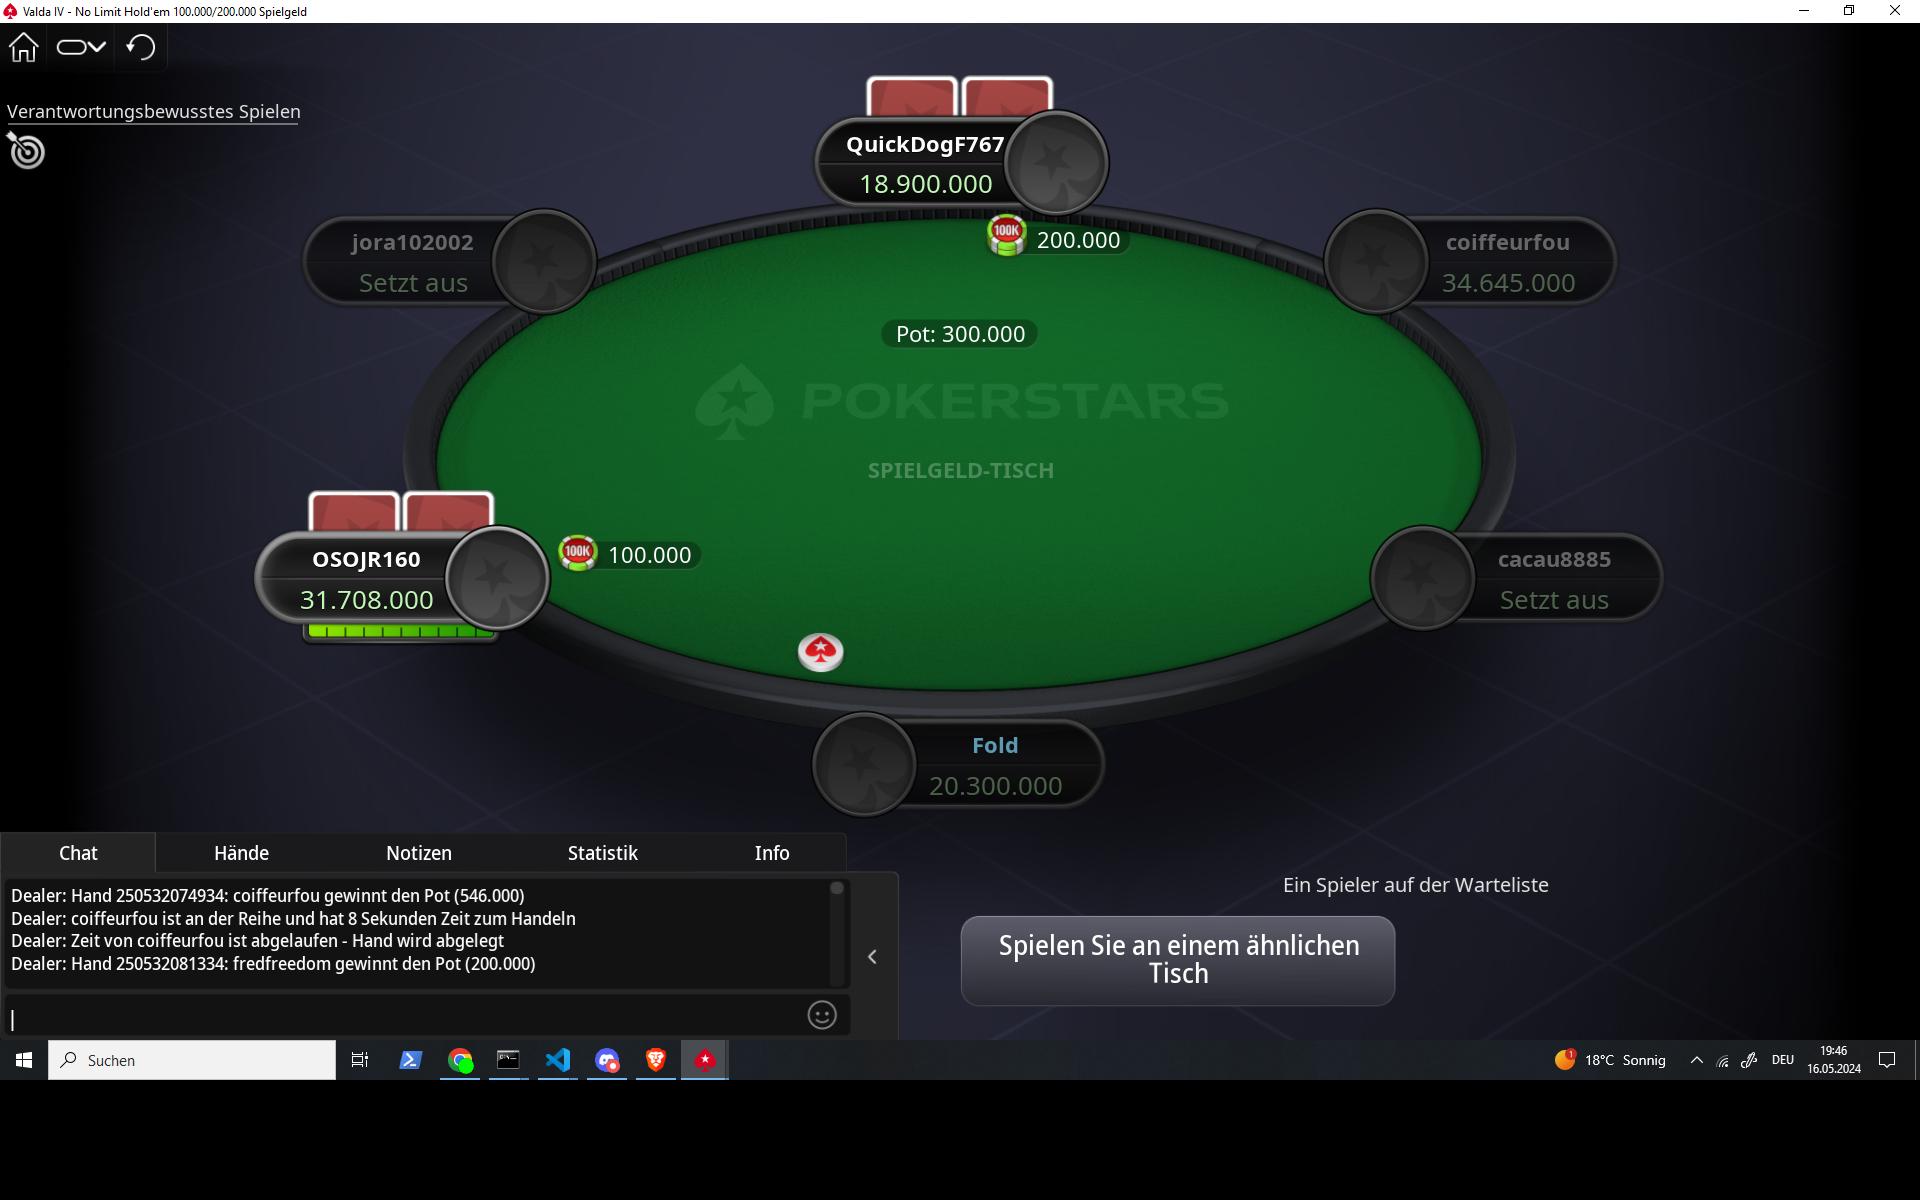 Valda IV - No Limit Hold'em 100.000/200.000 Spielgeld
Verantwortungsbewusstes Spielen
QuickDogF767
18.900.000
100K
200.000
jora102002
Setzt aus
coiffeurfou
34.645.000
Pot: 300.000
POKERSTARS
SPIELGELD-TISCH
OSOJR160
31.708.000
100K
100.000
cacau8885
Setzt aus
Fold
20.300.000
Chat
Hände
Notizen
Statistik
Info
Dealer: Hand 250532074934: coiffeurfou gewinnt den Pot (546.000)
Dealer: coiffeurfou ist an der Reihe und hat 8 Sekunden Zeit zum Handeln
Dealer: Zeit von coiffeurfou ist abgelaufen - Hand wird abgelegt
Dealer: Hand 250532081334: fredfreedom gewinnt den Pot (200.000)
Ein Spieler auf der Warteliste
Spielen Sie an einem ähnlichen
Tisch
Suchen
1
18°C Sonnig
DEU
19:46
16.05.2024